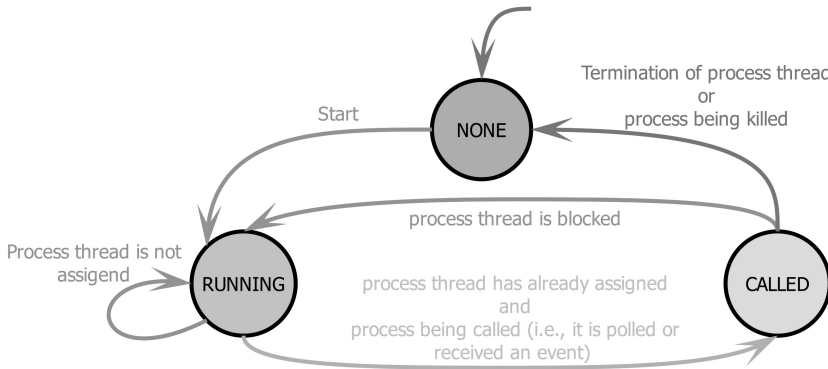 Termination of process thread
or
process being killed
Start
NONE
process thread is blocked
Process thread is not
assigend
RUNNING
process thread has already assigned
and
process being called (i.e., it is polled or
received an event)
CALLED